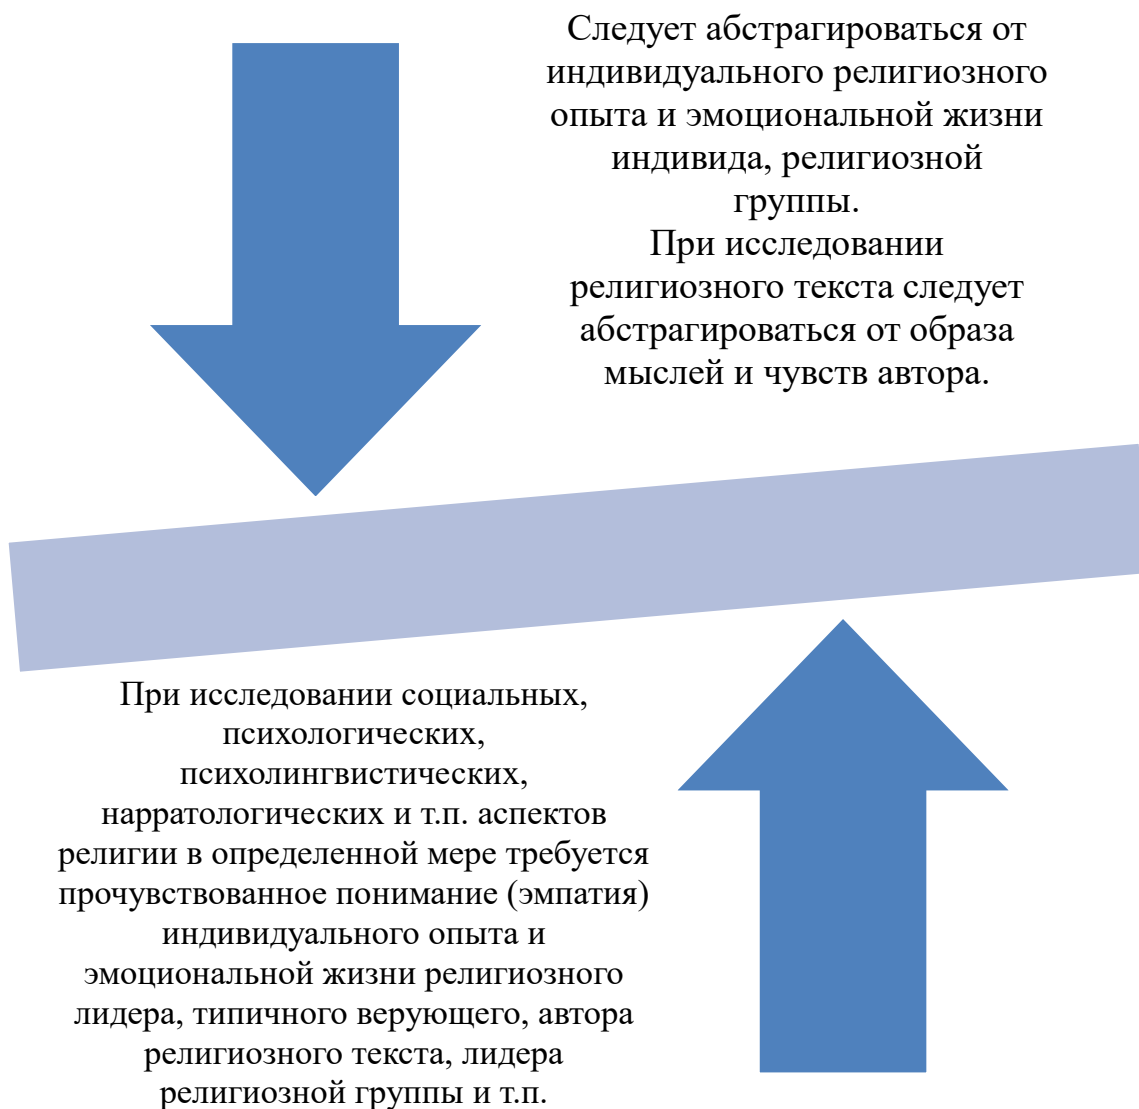 Следует абстрагироваться от
индивидуального религиозного
опыта и эмоциональной жизни
индивида, религиозной
группы.
При исследовании
религиозного текста следует
абстрагироваться от образа
мыслей и чувств автора.
При исследовании социальных,
психологических,
психолингвистических,
нарратологических и т.п. аспектов
религии в определенной мере требуется
прочувствованное понимание (эмпатия)
индивидуального опыта и
эмоциональной жизни религиозного
лидера, типичного верующего, автора
религиозного текста, лидера
религиозной группы и т.п.